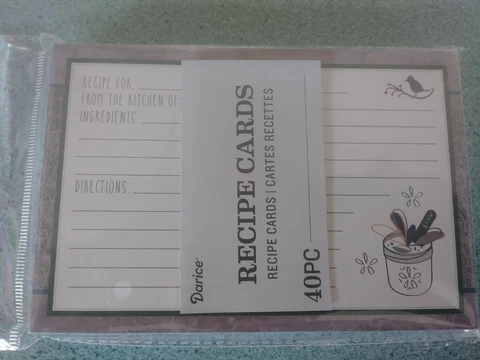 RECIPE FOR:
FROM THE KITCHEN OF
INGREDIENTS:
DIRECTIONS:
Darice
RECIPE CARDS
RECIPE CARDS | CARTES RECETTES
40PC